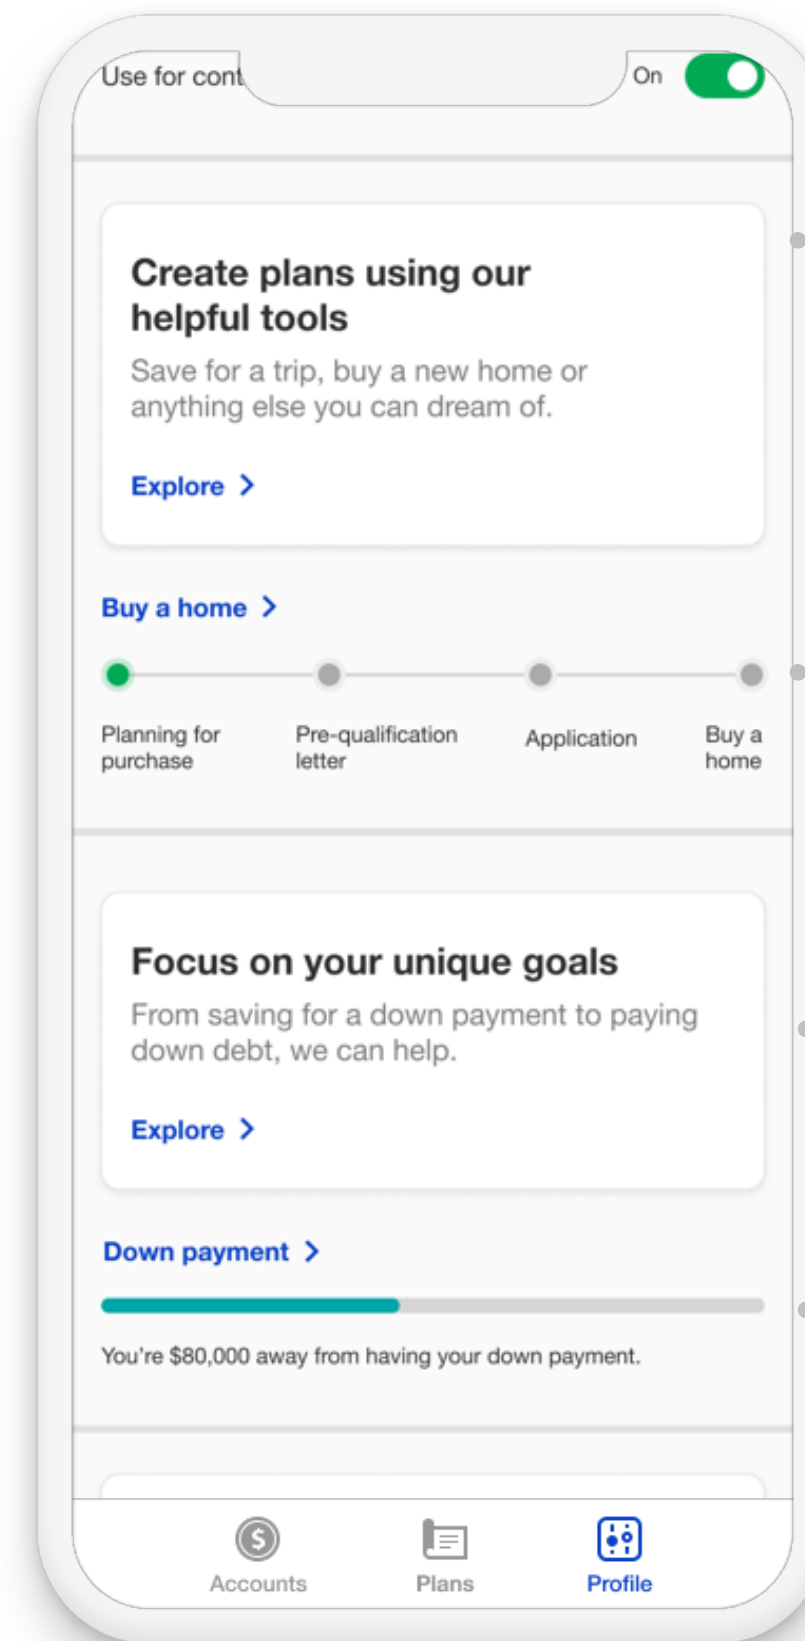 Use for cont
On
Create plans using our
helpful tools
Save for a trip, buy a new home or
anything else you can dream of.
Explore
Buy a home
Planning for
purchase
Pre-qualification
letter
Application
Buy a
home
Focus on your unique goals
From saving for a down payment to paying
down debt, we can help.
Explore
Down payment
You’re $80,000 away from having your down payment.
Accounts
Plans
Profile